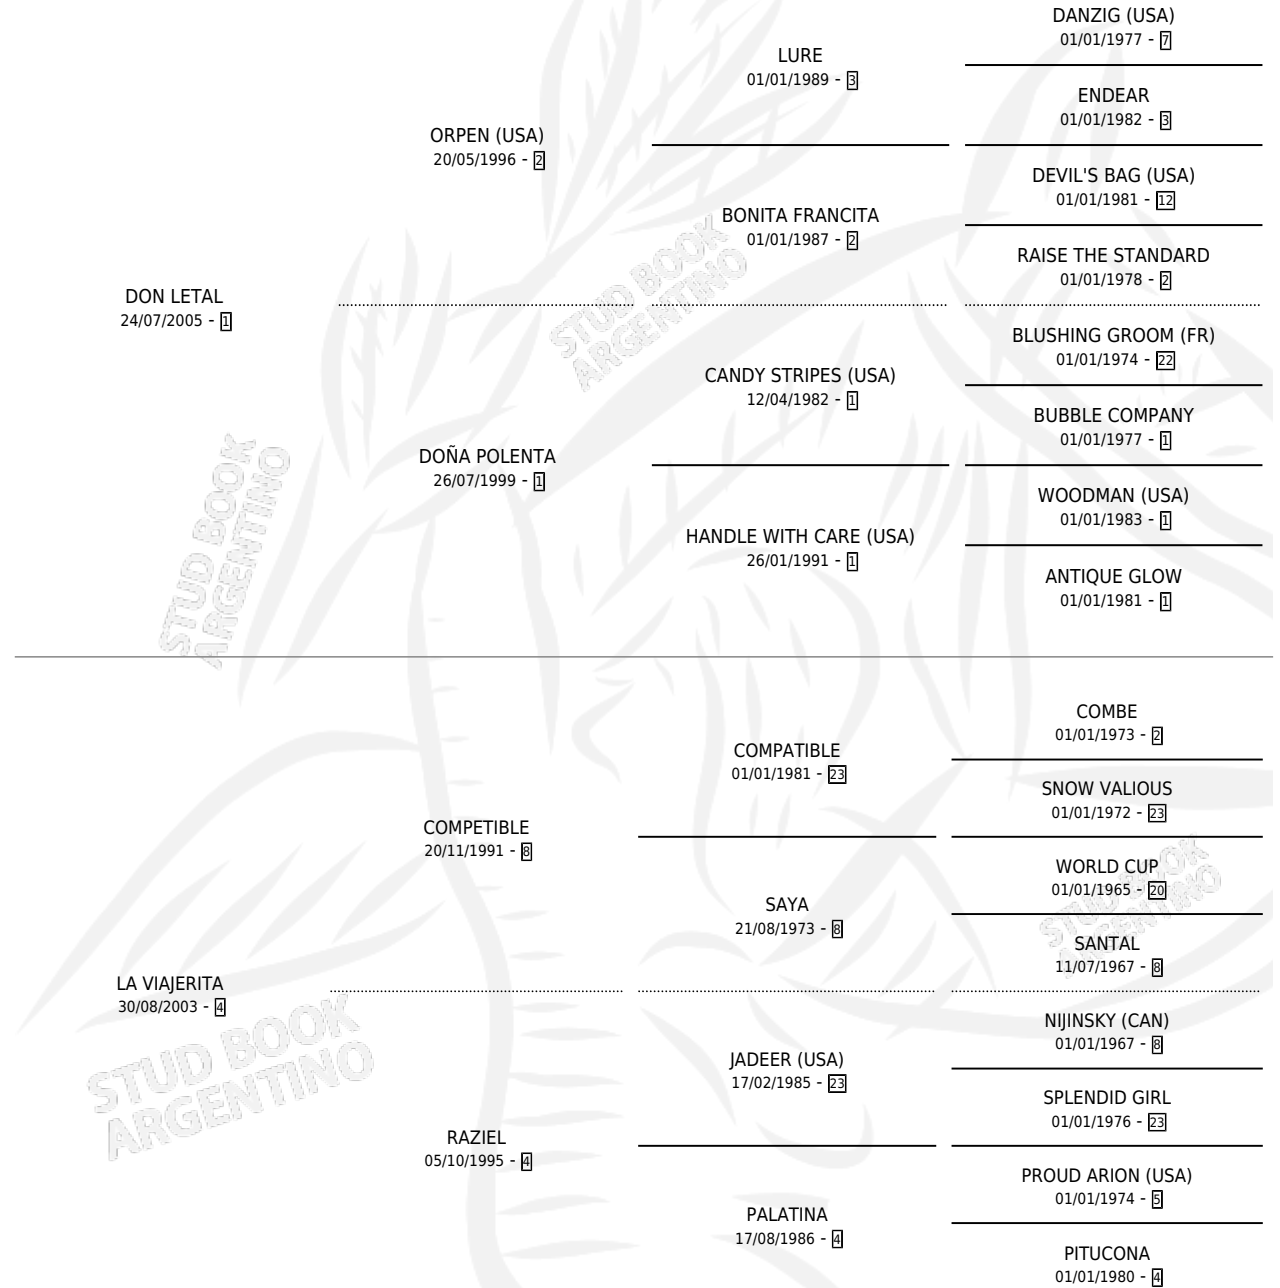 DANZIG (USA)
01/01/1977 - 7
LURE
01/01/1989 - 3
ENDEAR
01/01/1982 - 3
ORPEN (USA)
20/05/1996 - 2
DEVIL'S BAG (USA)
01/01/1981 - 12
BONITA FRANCITA
01/01/1987 - 2
RAISE THE STANDARD
01/01/1978 - 2
DON LETAL
24/07/2005 - 1
STUD BOOK
ARGENTINO
BLUSHING GROOM (FR)
01/01/1974 - 22
CANDY STRIPES (USA)
12/04/1982 - 1
BUBBLE COMPANY
01/01/1977 - 1
DOÑA POLENTA
26/07/1999 - 1
WOODMAN (USA)
01/01/1983 - 1
HANDLE WITH CARE (USA)
26/01/1991 - 1
ANTIQUE GLOW
01/01/1981 - 1
STUD BOOK
ARGENTINO
COMBE
01/01/1973 - 2
COMPATIBLE
01/01/1981 - 23
SNOW VALIOUS
01/01/1972 - 23
COMPETIBLE
20/11/1991 - 8
WORLD CUP
01/01/1965 - 20
SAYA
21/08/1973 - 8
STUD BOOK
ARGENTINO
SANTAL
11/07/1967 - 8
LA VIAJERITA
30/08/2003 - 4
NIJINSKY (CAN)
01/01/1967 - 8
JADEER (USA)
17/02/1985 - 23
STUD BOOK
ARGENTINO
SPLENDID GIRL
01/01/1976 - 23
RAZIEL
05/10/1995 - 4
PROUD ARION (USA)
01/01/1974 - 5
PALATINA
17/08/1986 - 4
PITUCONA
01/01/1980 - 4